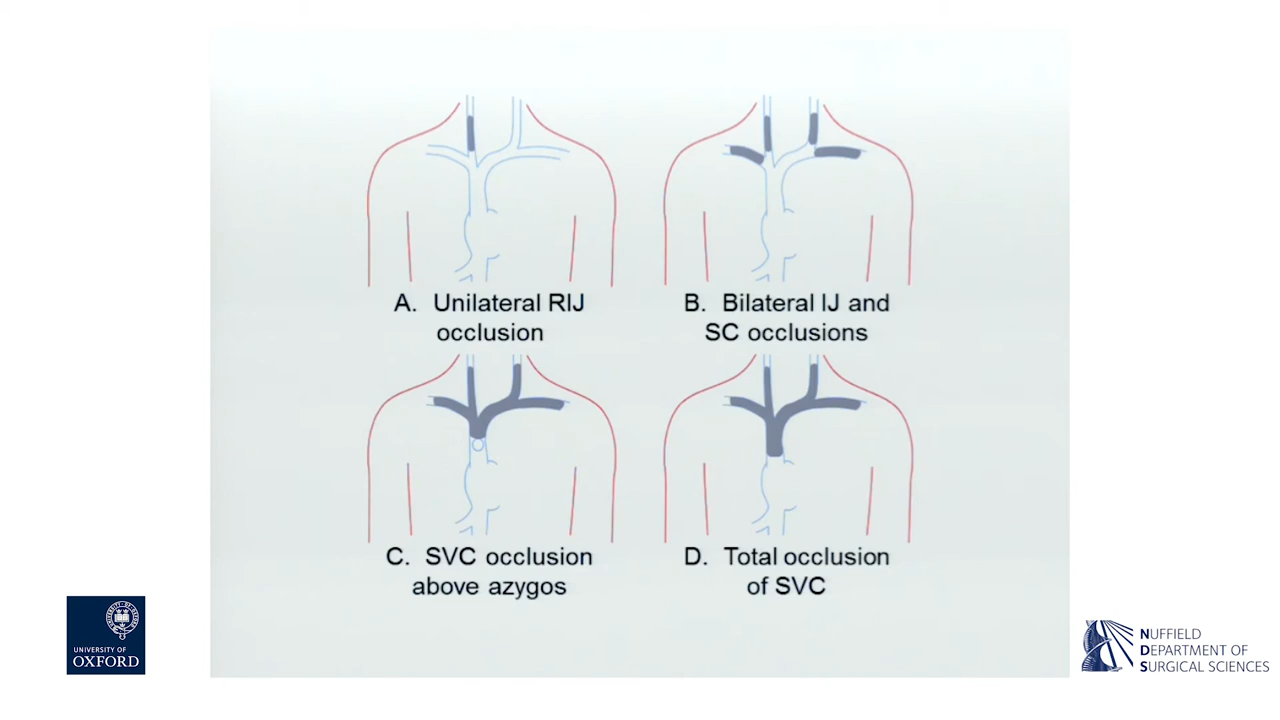 A. Unilateral RIJ
occlusion
B. Bilateral IJ and
SC occlusions
C. SVC occlusion
above azygos
D. Total occlusion
of SVC
UNIVERSITY OF
OXFORD
NUFFIELD
DEPARTMENT OF
SURGICAL SCIENCES